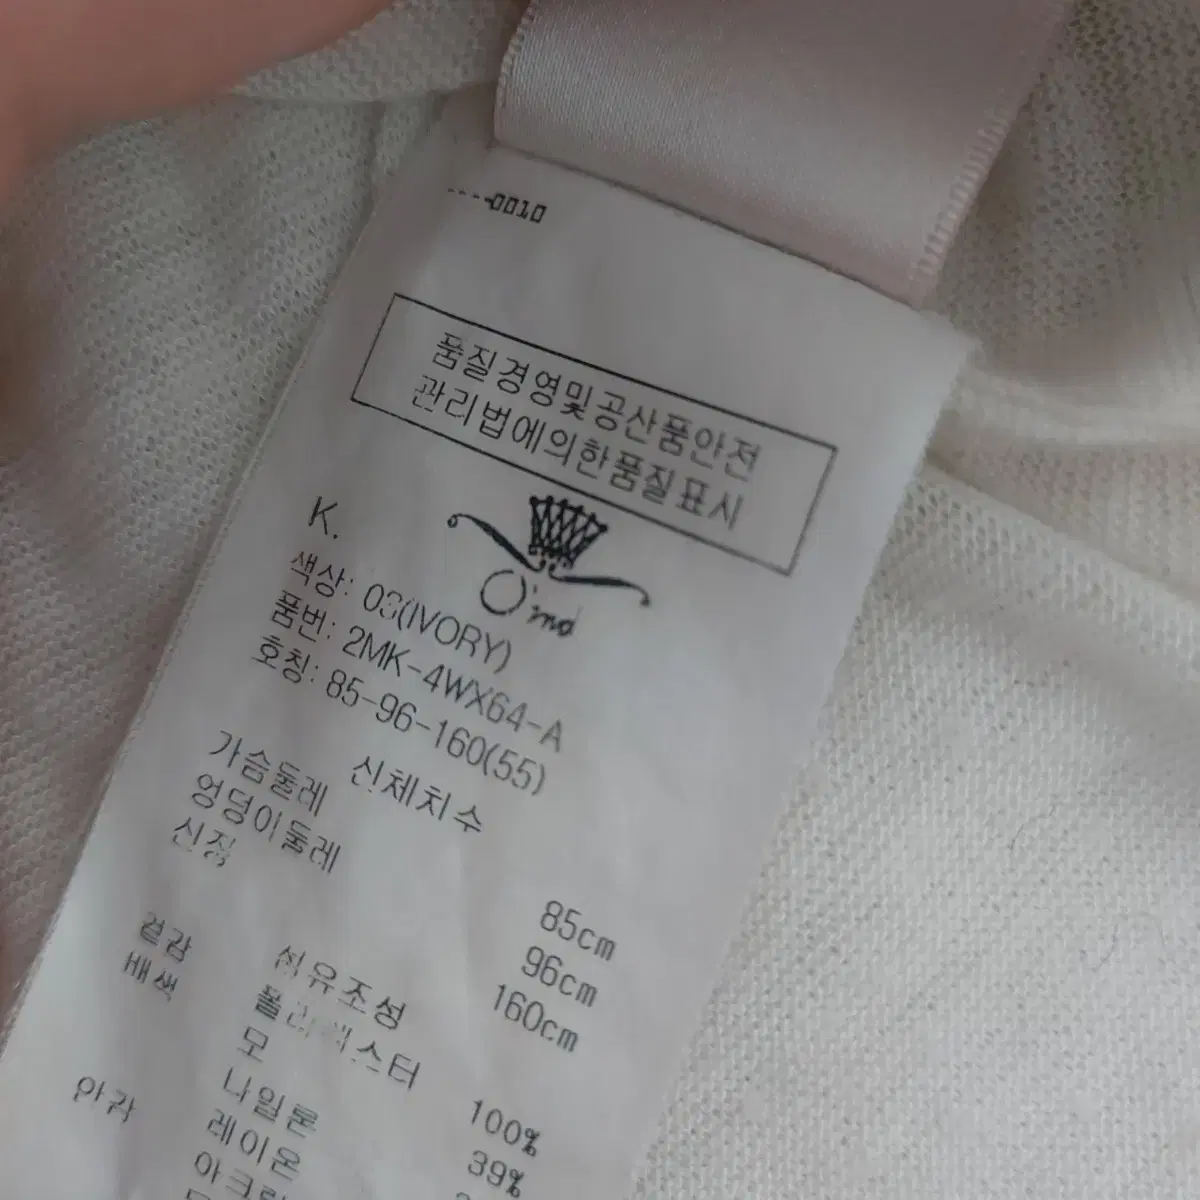 ----0010
품질경영및공산품안전
관리법에의한품질표시
K.
O'2nd
색상: 03(IVORY)
품번: 2MK-4WX64-A
호칭: 85-96-160(55)
신체치수
가슴둘레 85cm
엉덩이둘레 96cm
신장 160cm
섬유조성
겉감 폴리에스터 100%
배색 모 39%
나일론
레이온
안감